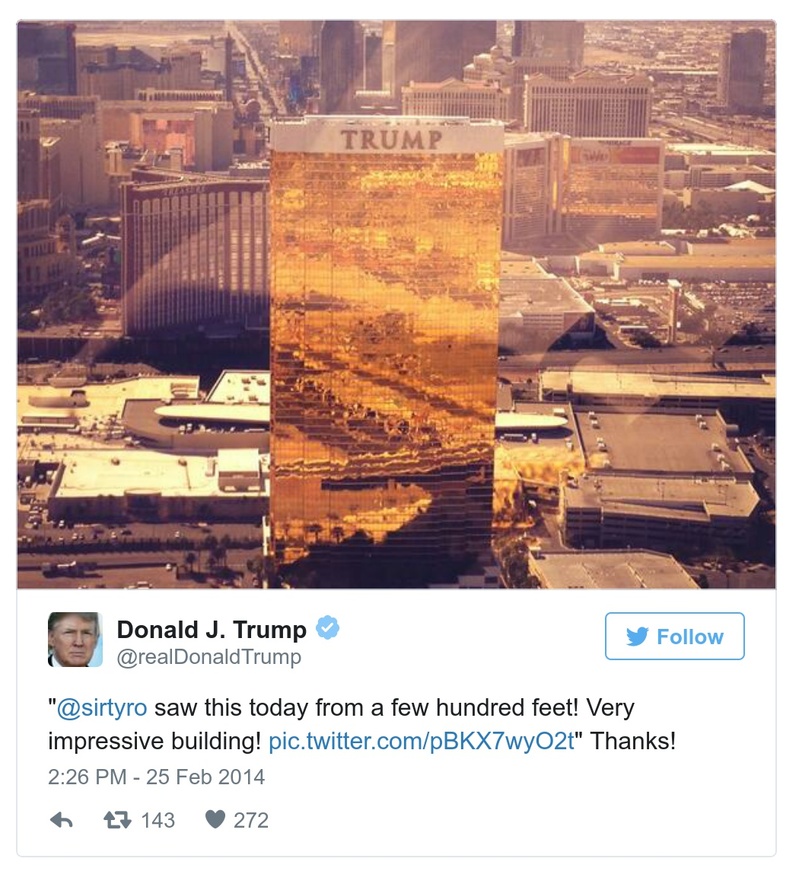 TRUMP
Donald J. Trump
@realDonaldTrump
Follow
"@sirtyro saw this today from a few hundred feet! Very
impressive building! pic.twitter.com/pBKX7wyO2t" Thanks!
2:26 PM - 25 Feb 2014
143 272